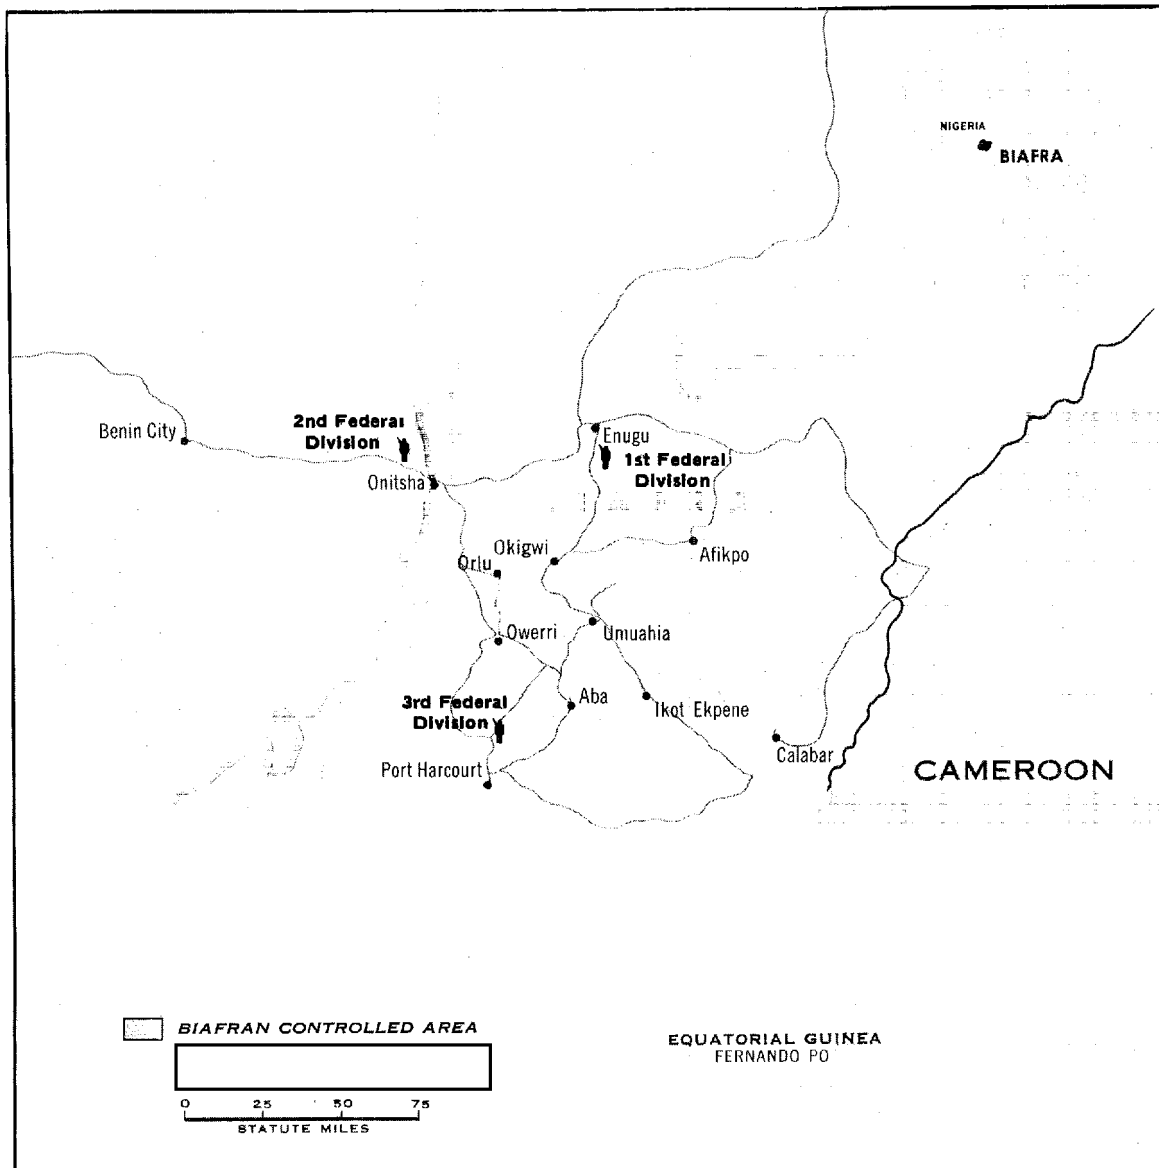 NIGERIA
BIAFRA
Benin City
2nd Federal
Division
Onitsha
Enugu
1st Federal
Division
Okigwi
Afikpo
Orlu
Owerri
Umuahia
3rd Federal
Division
Aba
Ikot Ekpene
Port Harcourt
Calabar
CAMEROON
BIAFRAN CONTROLLED AREA
0 25 50 75
STATUTE MILES
EQUATORIAL GUINEA
FERNANDO PO